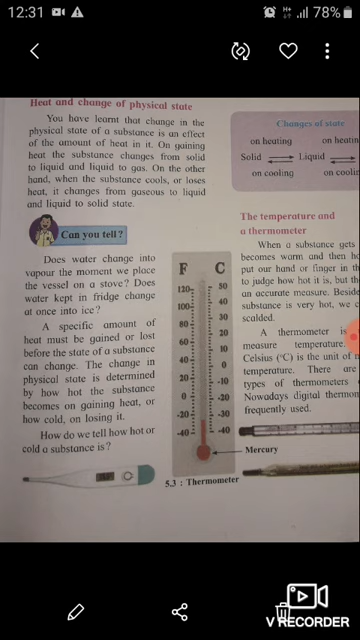 12:31
78%
Heat and change of physical state
You have learnt that change in the
physical state of a substance is an effect
of the amount of heat in it. On gaining
heat the substance changes from solid
to liquid and liquid to gas. On the other
hand, when the substance cools, or loses
heat, it changes from gaseous to liquid
and liquid to solid state.
Can you tell?
Does water change into
vapour the moment we place
the vessel on a stove? Does
water kept in fridge change
at once into ice?
A specific amount of
heat must be gained or lost
before the state of a substance
can change. The change in
physical state is determined
by how hot the substance
becomes on gaining heat, or
how cold, on losing it.
How do we tell how hot or
cold a substance is?
F C
120 50
100 40
80 30
60 20
40 10
20 0
0 -10
-20 -20
-40 -30
-40
Mercury
5.3 : Thermometer
Changes of state
on heating on heatin
Solid Liquid
on cooling on coolin
The temperature and
a thermometer
When a substance gets
becomes warm and then ho
put our hand or finger in th
to judge how hot it is, but th
an accurate measure. Beside
substance is very hot, we c
scalded.
A thermometer is
measure temperature.
Celsius (°C) is the unit of m
temperature. There are
types of thermometers
Nowadays digital thermon
frequently used.
V RECORDER